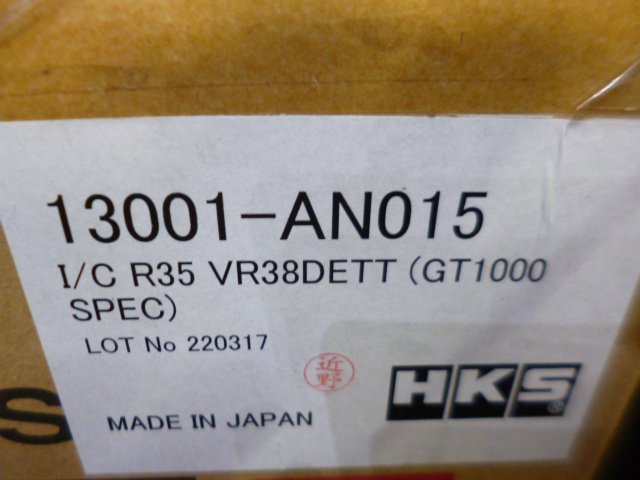 13001-AN015
I/C R35 VR38DETT (GT1000
SPEC)
LOT No 220317
近野
HKS®
MADE IN JAPAN
S